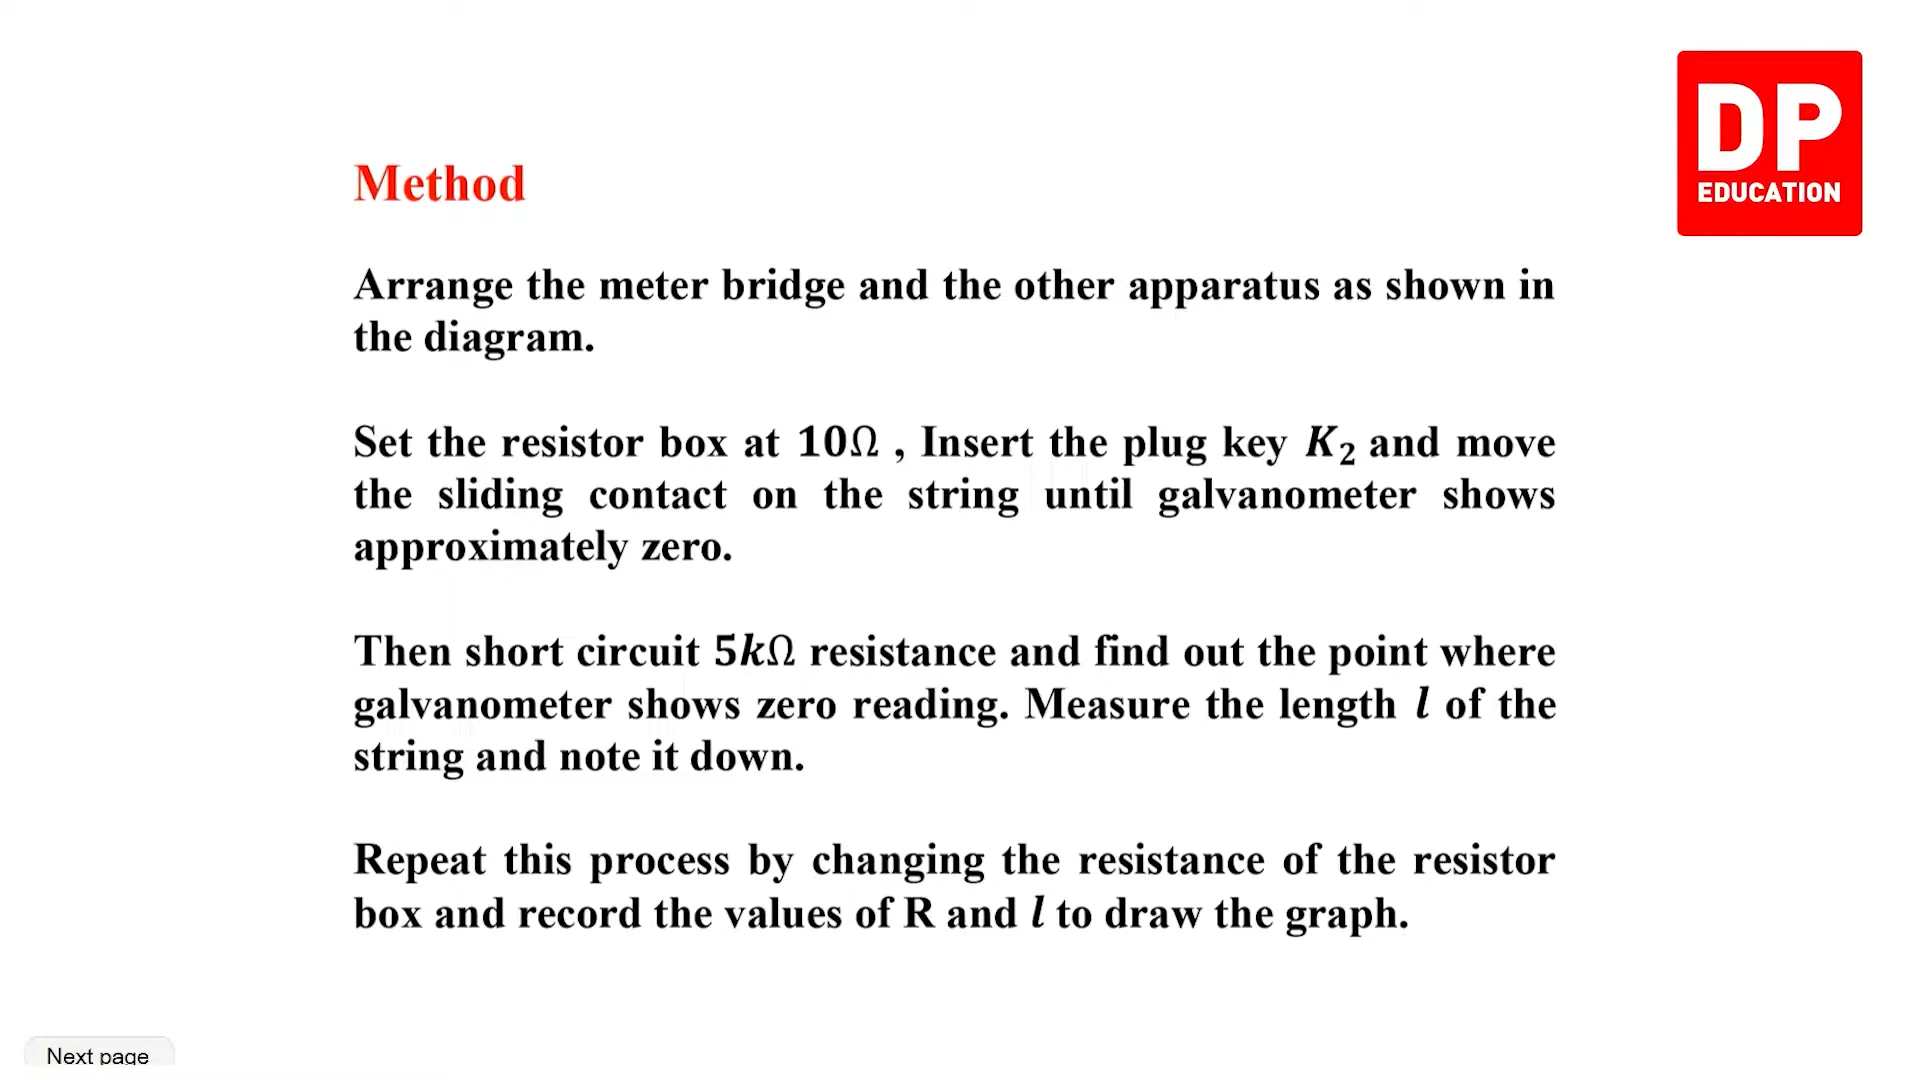 DP
EDUCATION
Method
Arrange the meter bridge and the other apparatus as shown in
the diagram.
Set the resistor box at 10Ω , Insert the plug key K₂ and move
the sliding contact on the string until galvanometer shows
approximately zero.
Then short circuit 5kΩ resistance and find out the point where
galvanometer shows zero reading. Measure the length l of the
string and note it down.
Repeat this process by changing the resistance of the resistor
box and record the values of R and l to draw the graph.
Next page